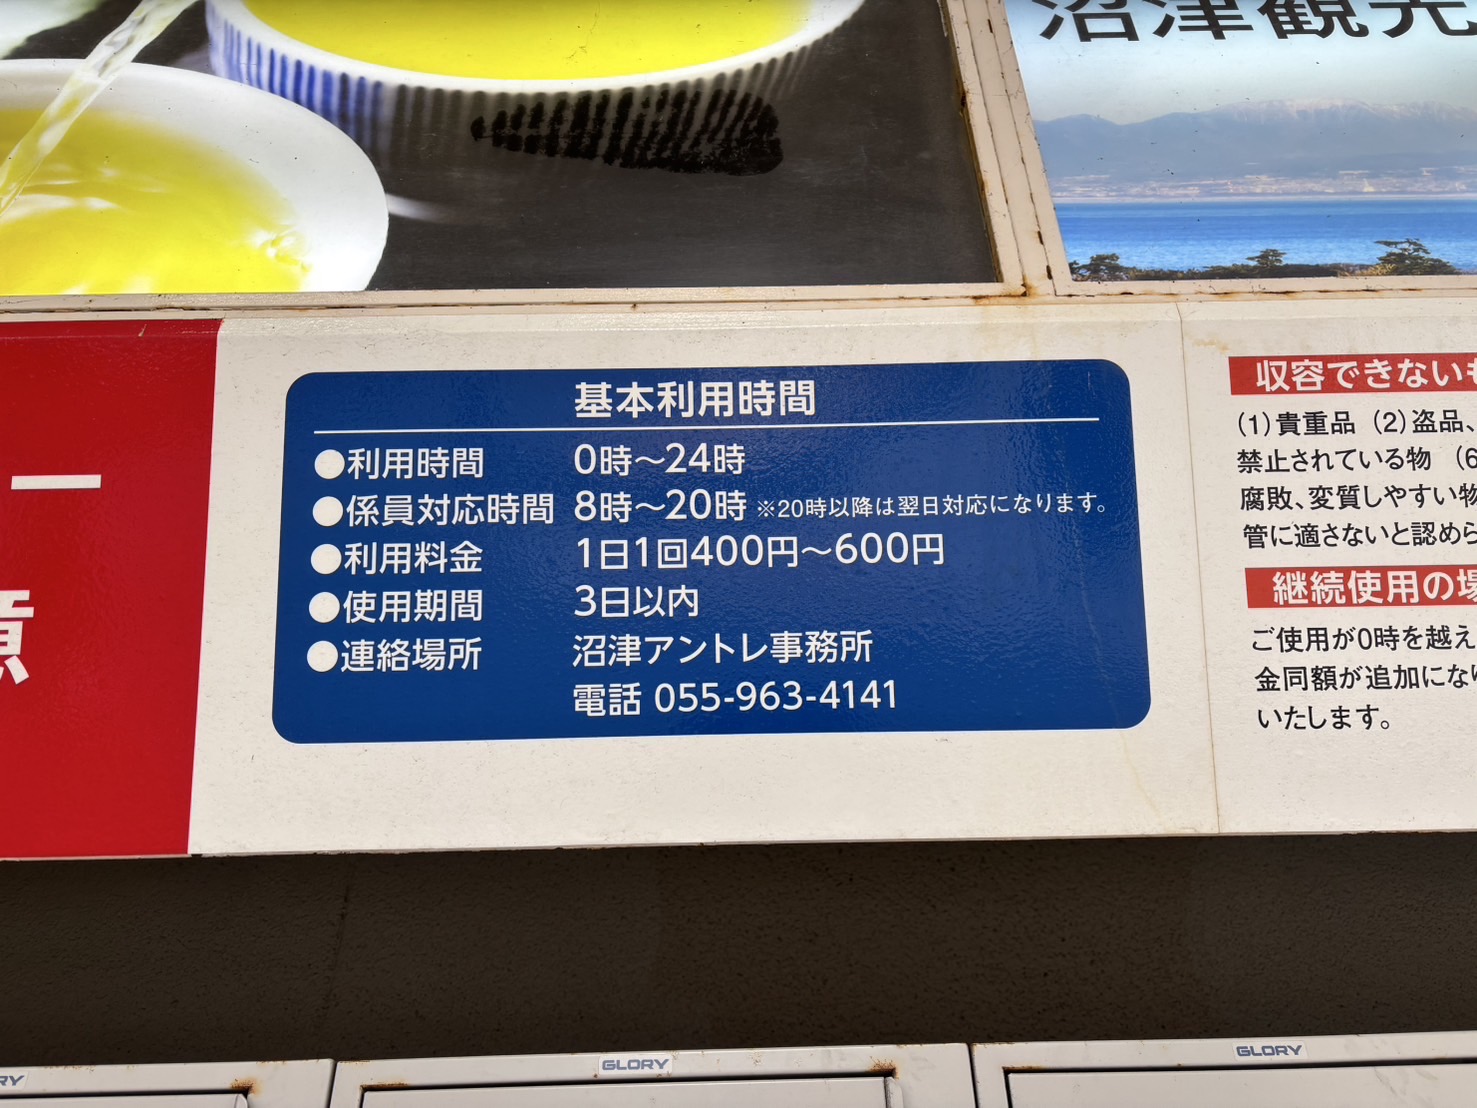 沼津観光
ー
意
基本利用時間
●利用時間 0時～24時
●係員対応時間 8時～20時 ※20時以降は翌日対応になります。
●利用料金 1日1回400円～600円
●使用期間 3日以内
●連絡場所 沼津アントレ事務所
電話 055-963-4141
収容できない
(1)貴重品 (2)盗品、
禁止されている物 (6
腐敗、変質しやすい物
管に適さないと認めら
継続使用の場
ご使用が0時を越え
金同額が追加にな
いたします。
RY
GLORY
GLORY